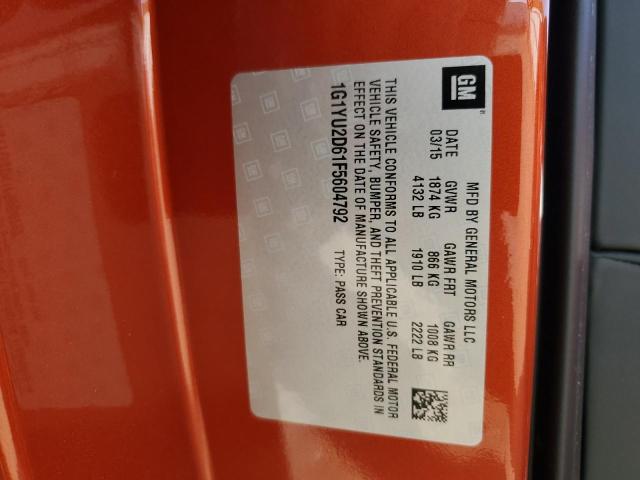 GM
MFD BY GENERAL MOTORS LLC
DATE GVWR GAWR FRT GAWR RR
03/15 1874 KG 866 KG 1008 KG
4132 LB 1910 LB 2222 LB
THIS VEHICLE CONFORMS TO ALL APPLICABLE U.S. FEDERAL MOTOR
VEHICLE SAFETY, BUMPER, AND THEFT PREVENTION STANDARDS IN
EFFECT ON THE DATE OF MANUFACTURE SHOWN ABOVE.
1G1YU2D61F5604792 TYPE: PASS CAR